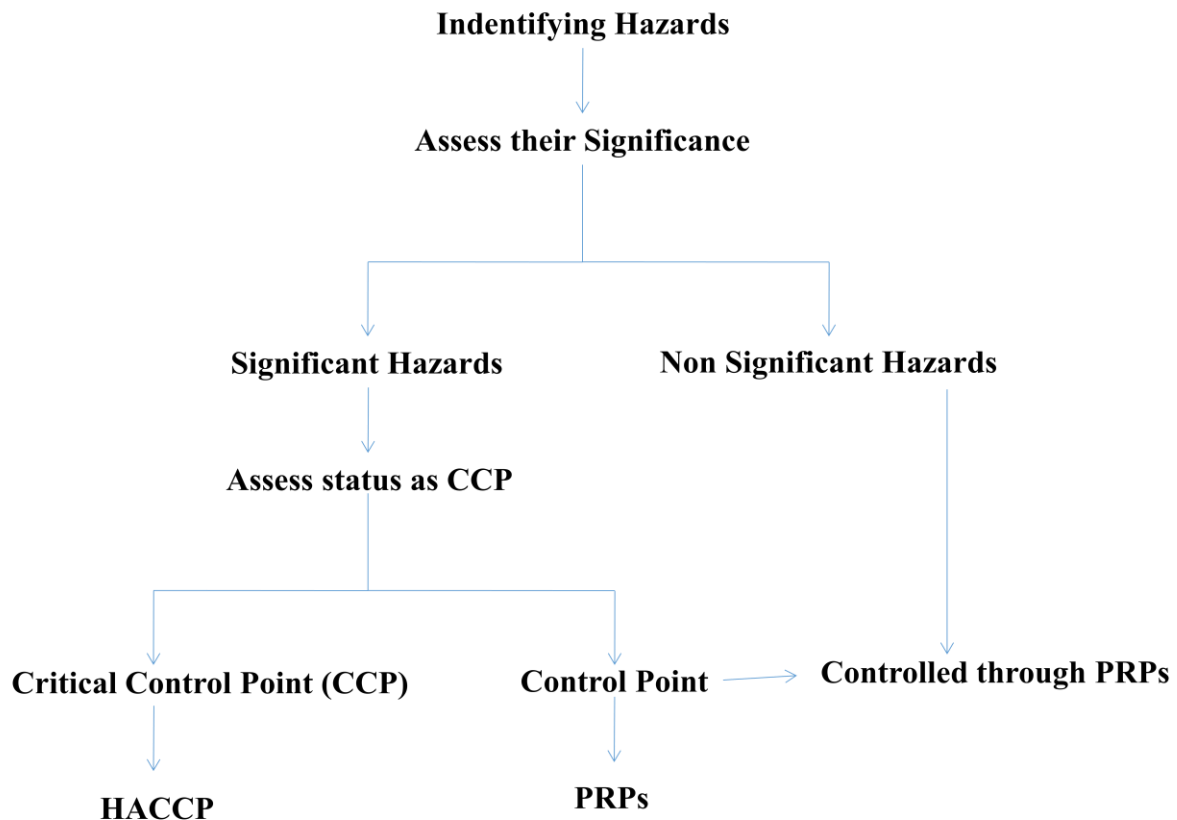 Indentifying Hazards
Assess their Significance
Significant Hazards
Non Significant Hazards
Assess status as CCP
Critical Control Point (CCP)
Control Point
Controlled through PRPs
HACCP
PRPs